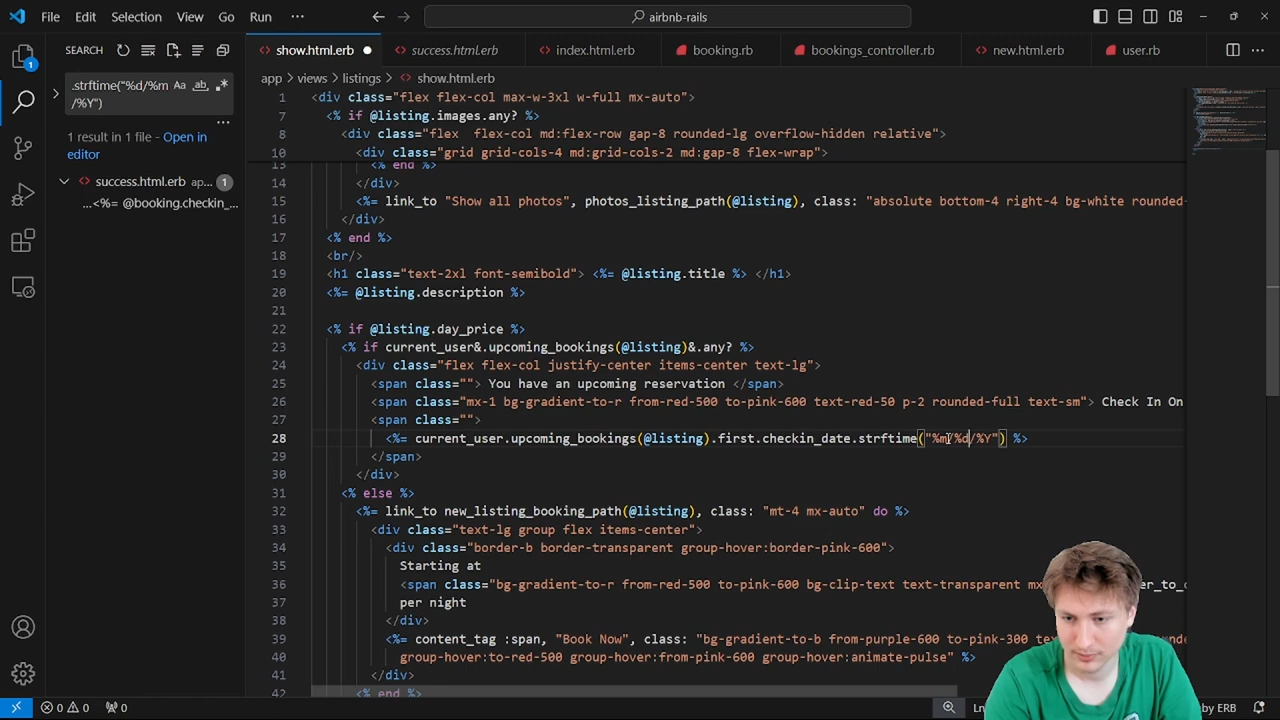 File Edit Selection View Go Run ··· airbnb-rails
SEARCH
show.html.erb success.html.erb index.html.erb booking.rb bookings_controller.rb new.html.erb user.rb
1
.strftime("%d/%m
/%Y")
Aa ab
1 result in 1 file - Open in
editor
success.html.erb ap... 1
...<%= @booking.checkin_...
app > views > listings > show.html.erb
1 <div class="flex flex-col max-w-3xl w-full mx-auto">
7 <% if @listing.images.any? %>
8 <div class="flex  flex-col md:flex-row gap-8 rounded-lg overflow-hidden relative">
10 <div class="grid grid-cols-4 md:grid-cols-2 md:gap-8 flex-wrap">
13 <% end %>
14 </div>
15 <%= link_to "Show all photos", photos_listing_path(@listing), class: "absolute bottom-4 right-4 bg-white rounded-
16 </div>
17 <% end %>
18 <br/>
19 <h1 class="text-2xl font-semibold"> <%= @listing.title %> </h1>
20 <%= @listing.description %>
21
22 <% if @listing.day_price %>
23 <% if current_user&.upcoming_bookings(@listing)&.any? %>
24 <div class="flex flex-col justify-center items-center text-lg">
25 <span class=""> You have an upcoming reservation </span>
26 <span class="mx-1 bg-gradient-to-r from-red-500 to-pink-600 text-red-50 p-2 rounded-full text-sm"> Check In On
27 <span class="">
28 <%= current_user.upcoming_bookings(@listing).first.checkin_date.strftime("%m/%d/%Y") %>
29 </span>
30 </div>
31 <% else %>
32 <%= link_to new_listing_booking_path(@listing), class: "mt-4 mx-auto" do %>
33 <div class="text-lg group flex items-center">
34 <div class="border-b border-transparent group-hover:border-pink-600">
35 Starting at
36 <span class="bg-gradient-to-r from-red-500 to-pink-600 bg-clip-text text-transparent
37 per night
38 </div>
39 <%= content_tag :span, "Book Now", class: "bg-gradient-to-b from-purple-600 to-pink-300
40 group-hover:to-red-500 group-hover:from-pink-600 group-hover:animate-pulse" %>
41 </div>
42 <% end %>
0 0 0 by ERB